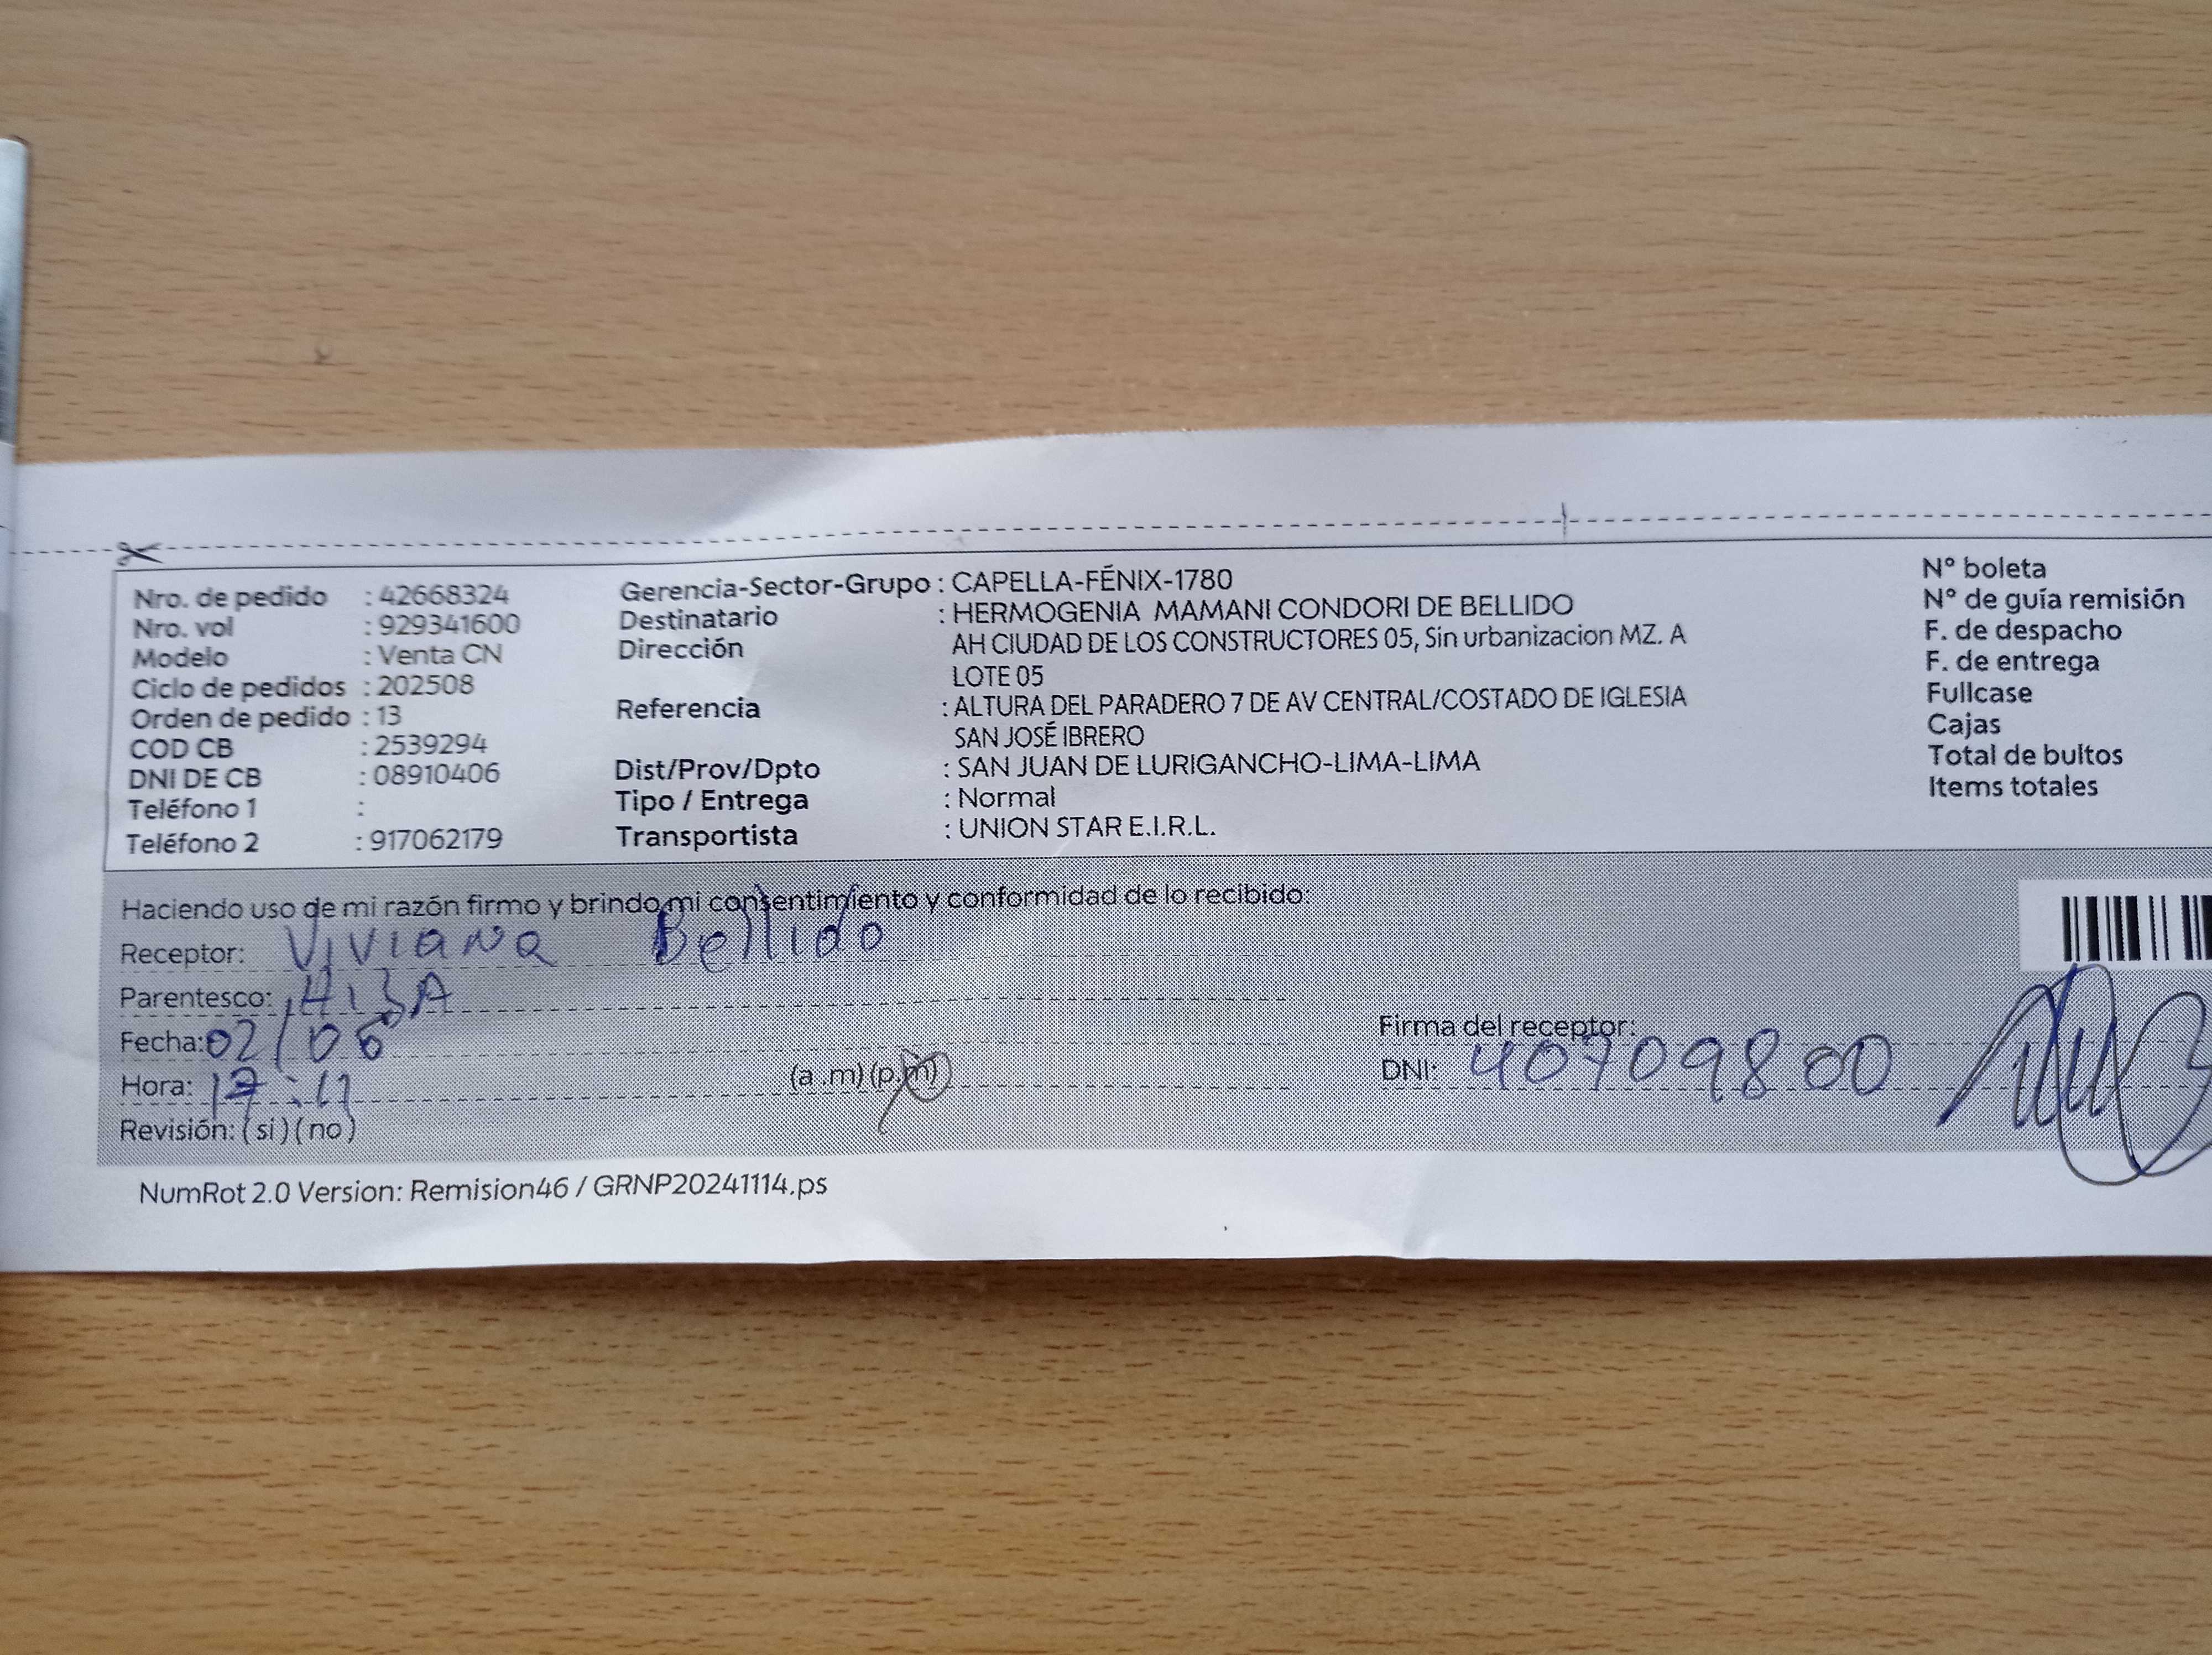 Nro. de pedido : 42668324
Nro. vol : 929341600
Modelo : Venta CN
Ciclo de pedidos : 202508
Orden de pedido : 13
COD CB : 2539294
DNI DE CB : 08910406
Teléfono 1 :
Teléfono 2 : 917062179
Gerencia-Sector-Grupo : CAPELLA-FÉNIX-1780
Destinatario : HERMOGENIA MAMANI CONDORI DE BELLIDO
Dirección AH CIUDAD DE LOS CONSTRUCTORES 05, Sin urbanizacion MZ. A
LOTE 05
Referencia : ALTURA DEL PARADERO 7 DE AV CENTRAL/COSTADO DE IGLESIA
SAN JOSÉ IBRERO
Dist/Prov/Dpto : SAN JUAN DE LURIGANCHO-LIMA-LIMA
Tipo / Entrega : Normal
Transportista : UNION STAR E.I.R.L.
N° boleta
N° de guía remisión
F. de despacho
F. de entrega
Fullcase
Cajas
Total de bultos
Items totales
Haciendo uso de mi razón firmo y brindo mi consentimiento y conformidad de lo recibido:
Receptor: Viviana Bellido
Parentesco: HIJA
Fecha: 02/06
Hora: 17:11 (a .m) (p.m)
Revisión: (si) (no)
Firma del receptor:
DNI: 40709800
NumRot 2.0 Version: Remision46 / GRNP20241114.ps